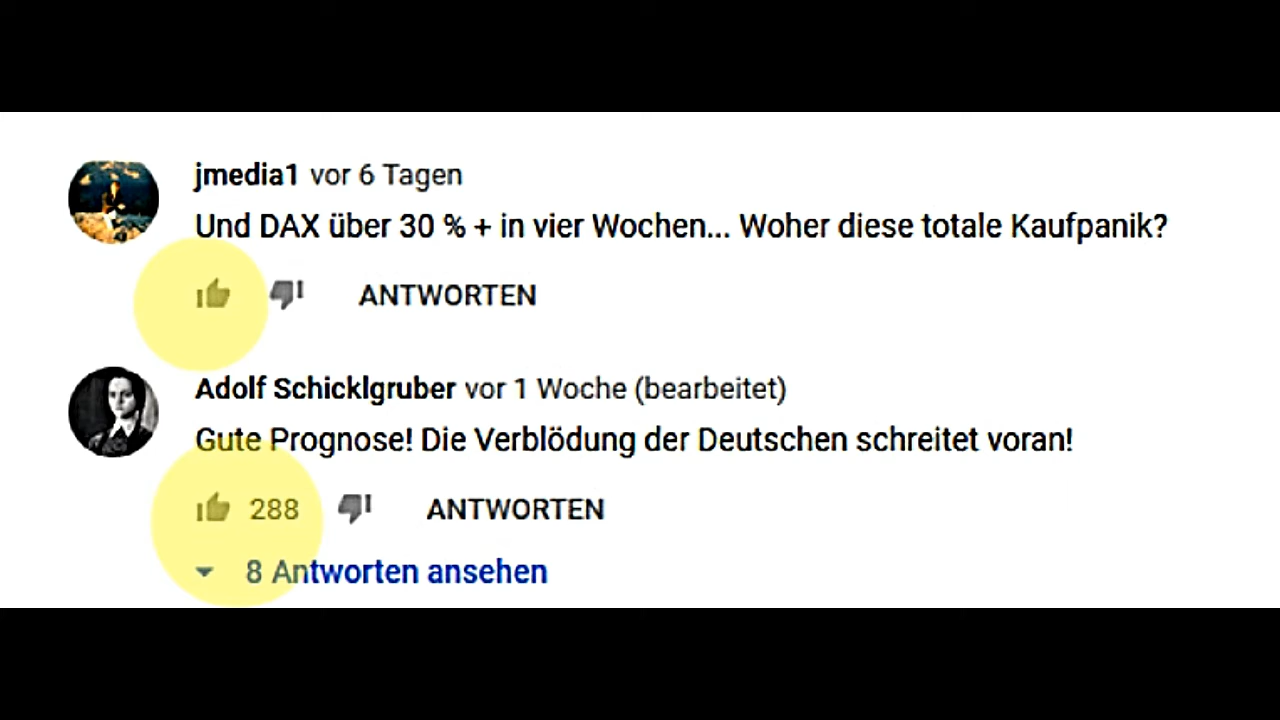 jmedia1 vor 6 Tagen
Und DAX über 30 % + in vier Wochen... Woher diese totale Kaufpanik?
ANTWORTEN
Adolf Schicklgruber vor 1 Woche (bearbeitet)
Gute Prognose! Die Verblödung der Deutschen schreitet voran!
288 ANTWORTEN
8 Antworten ansehen